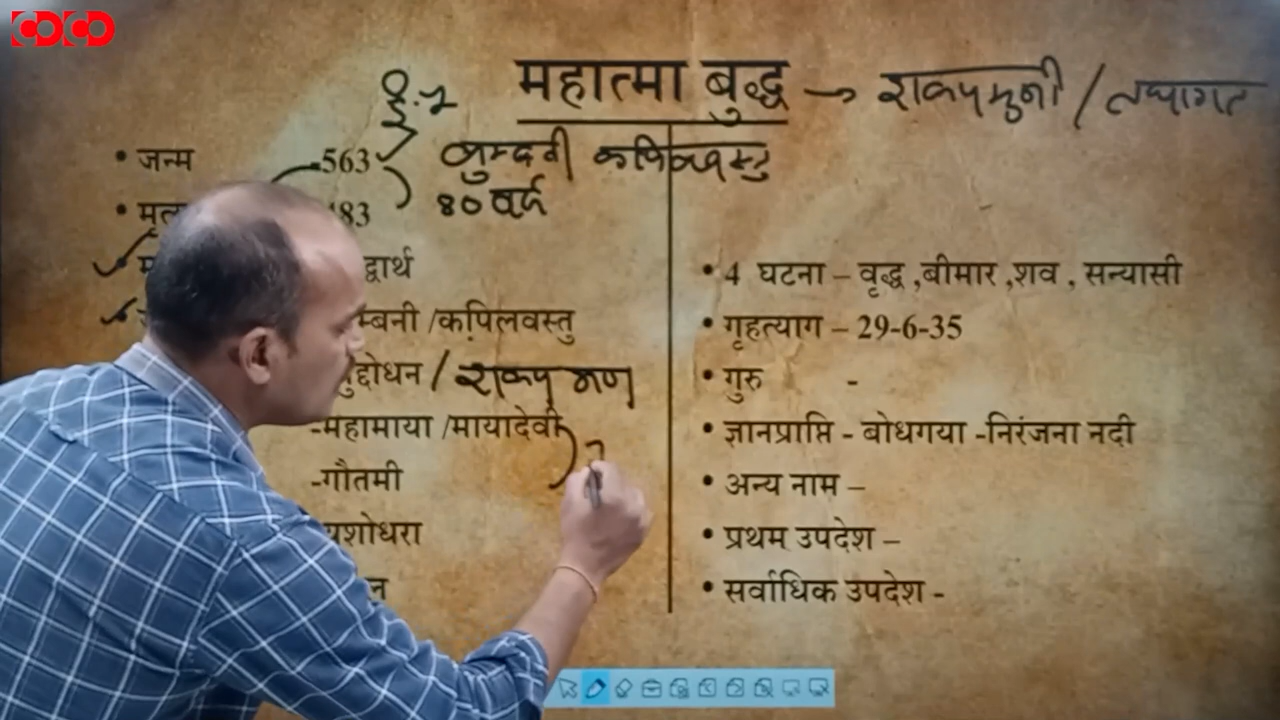 COCO
महात्मा बुद्ध → शाक्यमुनी / तथागत
ई.पू
• जन्म -563 लुम्बनी कपिलवस्तु
483 80 वर्ष
द्धार्थ
म्बनी /कपिलवस्तु
द्दोधन / शाक्य गण
-महामाया /मायादेवी
-गौतमी
यशोधरा
• 4 घटना – वृद्ध ,बीमार ,शव , सन्यासी
• गृहत्याग – 29-6-35
• गुरु -
• ज्ञानप्राप्ति - बोधगया -निरंजना नदी
• अन्य नाम –
• प्रथम उपदेश –
• सर्वाधिक उपदेश -